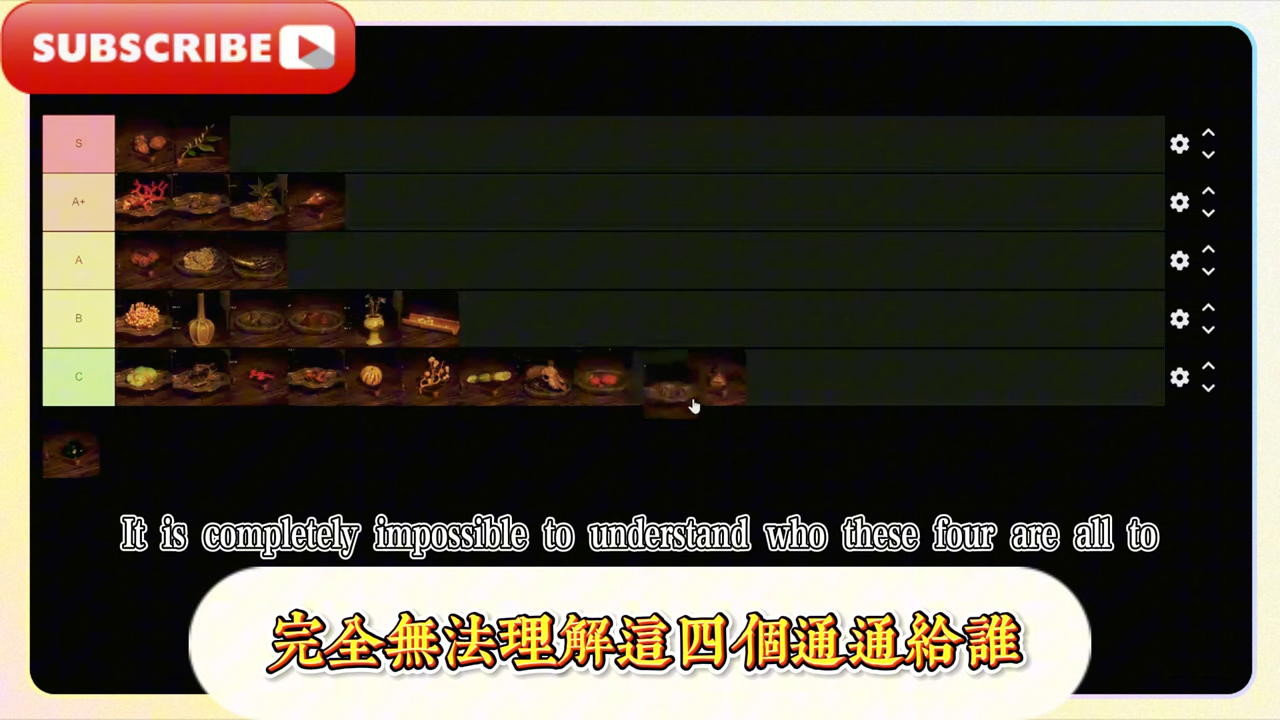 SUBSCRIBE
S
A+
A
B
C
It is completely impossible to understand who these four are all to
完全無法理解這四個通通給誰